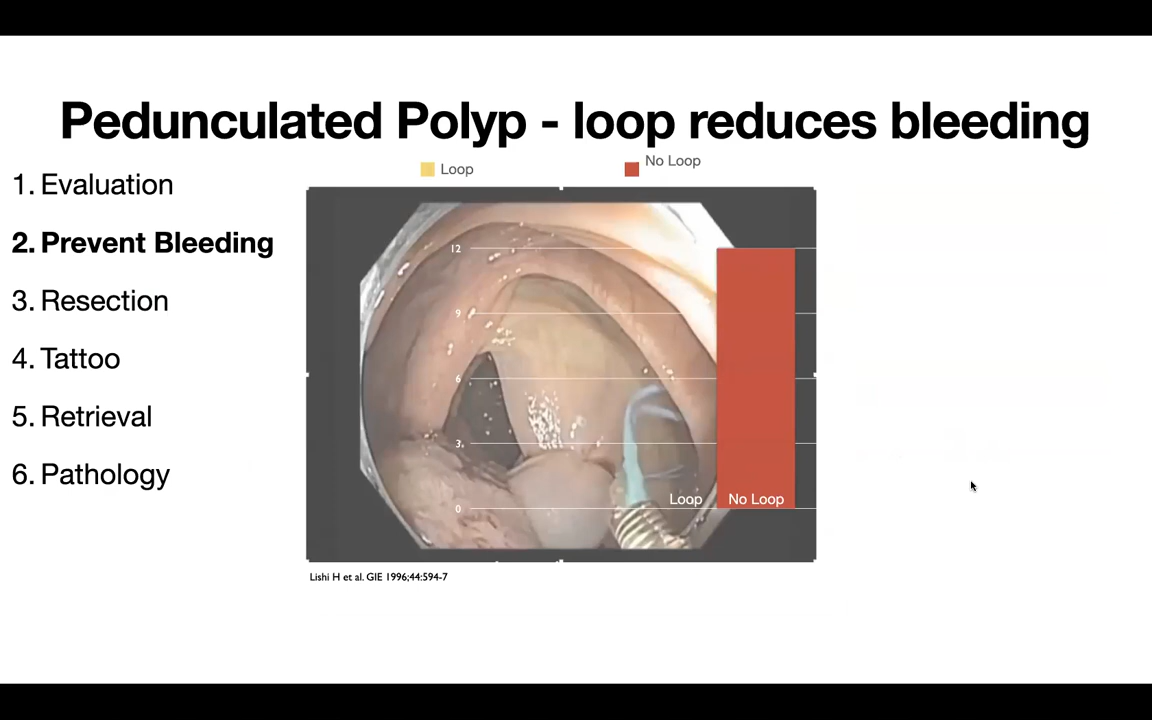 Pedunculated Polyp - loop reduces bleeding
Loop
No Loop
1. Evaluation
2. Prevent Bleeding
3. Resection
4. Tattoo
5. Retrieval
6. Pathology
12
9
6
3
0
Loop
No Loop
Lishi H et al. GIE 1996;44:594-7